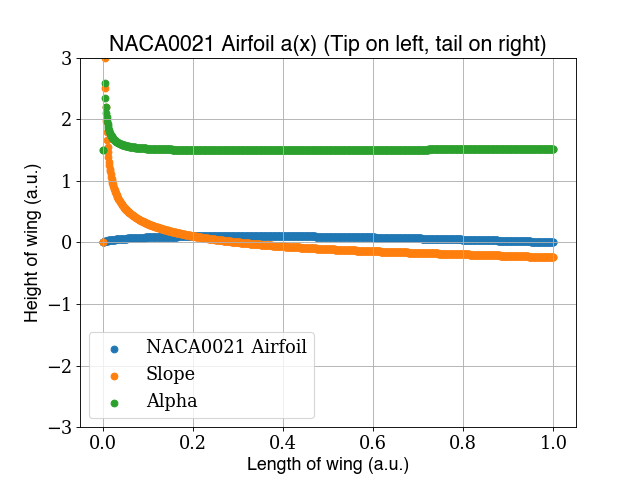 NACA0021 Airfoil a(x) (Tip on left, tail on right)
Height of wing (a.u.)
3
2
1
0
−1
−2
−3
NACA0021 Airfoil
Slope
Alpha
0.0 0.2 0.4 0.6 0.8 1.0
Length of wing (a.u.)